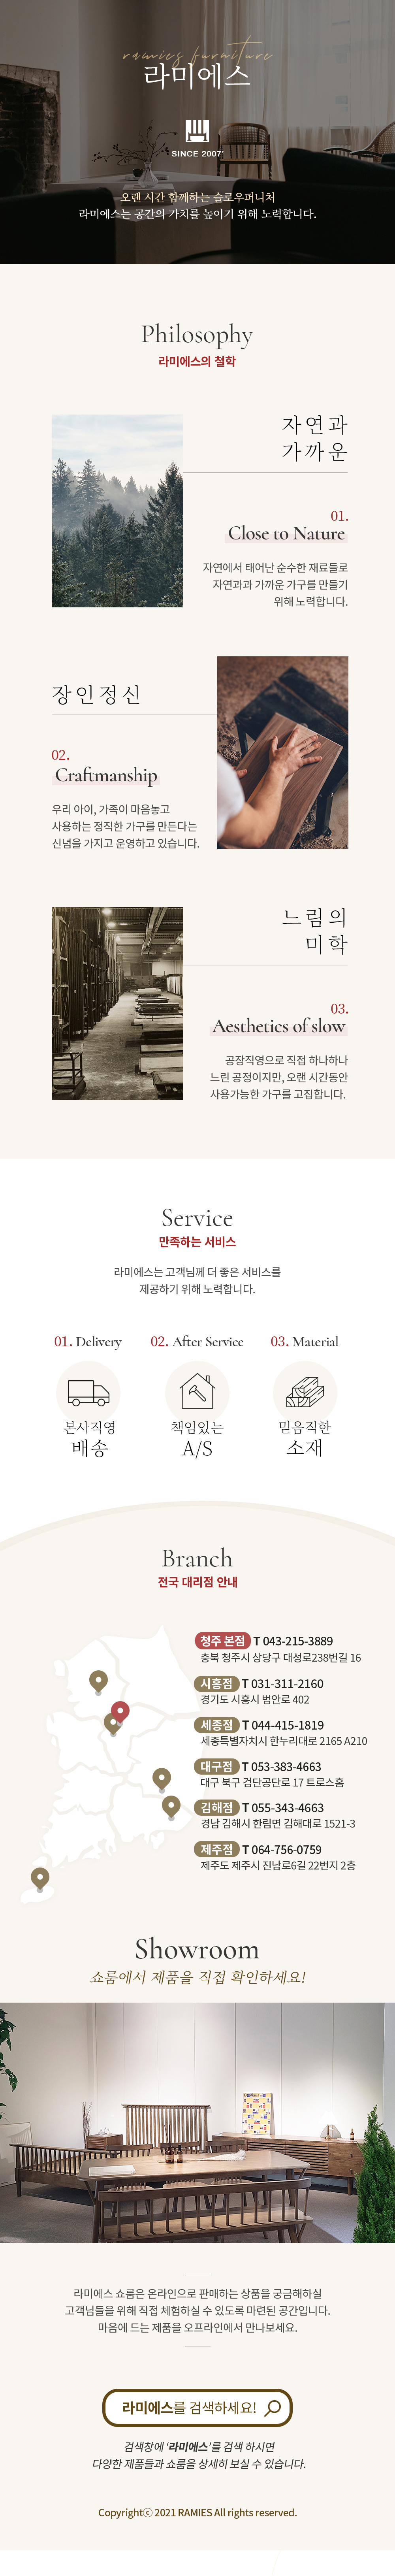 ramies furniture
라미에스
SINCE 2007'
오랜 시간 함께하는 슬로우퍼니처
라미에스는 공간의 가치를 높이기 위해 노력합니다.
Philosophy
라미에스의 철학
자연과
가까운
01.
Close to Nature
자연에서 태어난 순수한 재료들로
자연과과 가까운 가구를 만들기
위해 노력합니다.
장인정신
02.
Craftmanship
우리 아이, 가족이 마음놓고
사용하는 정직한 가구를 만든다는
신념을 가지고 운영하고 있습니다.
느림의
미학
03.
Aesthetics of slow
공장직영으로 직접 하나하나
느린 공정이지만, 오랜 시간동안
사용가능한 가구를 고집합니다.
Service
만족하는 서비스
라미에스는 고객님께 더 좋은 서비스를
제공하기 위해 노력합니다.
01. Delivery
본사직영
배송
02. After Service
책임있는
A/S
03. Material
믿음직한
소재
Branch
전국 대리점 안내
청주 본점 T 043-215-3889
충북 청주시 상당구 대성로238번길 16
시흥점 T 031-311-2160
경기도 시흥시 범안로 402
세종점 T 044-415-1819
세종특별자치시 한누리대로 2165 A210
대구점 T 053-383-4663
대구 북구 검단공단로 17 트로스홈
김해점 T 055-343-4663
경남 김해시 한림면 김해대로 1521-3
제주점 T 064-756-0759
제주도 제주시 진남로6길 22번지 2층
Showroom
쇼룸에서 제품을 직접 확인하세요!
라미에스 쇼룸은 온라인으로 판매하는 상품을 궁금해하실
고객님들을 위해 직접 체험하실 수 있도록 마련된 공간입니다.
마음에 드는 제품을 오프라인에서 만나보세요.
라미에스를 검색하세요!
검색창에 '라미에스'를 검색 하시면
다양한 제품들과 쇼룸을 상세히 보실 수 있습니다.
Copyrightⓒ 2021 RAMIES All rights reserved.